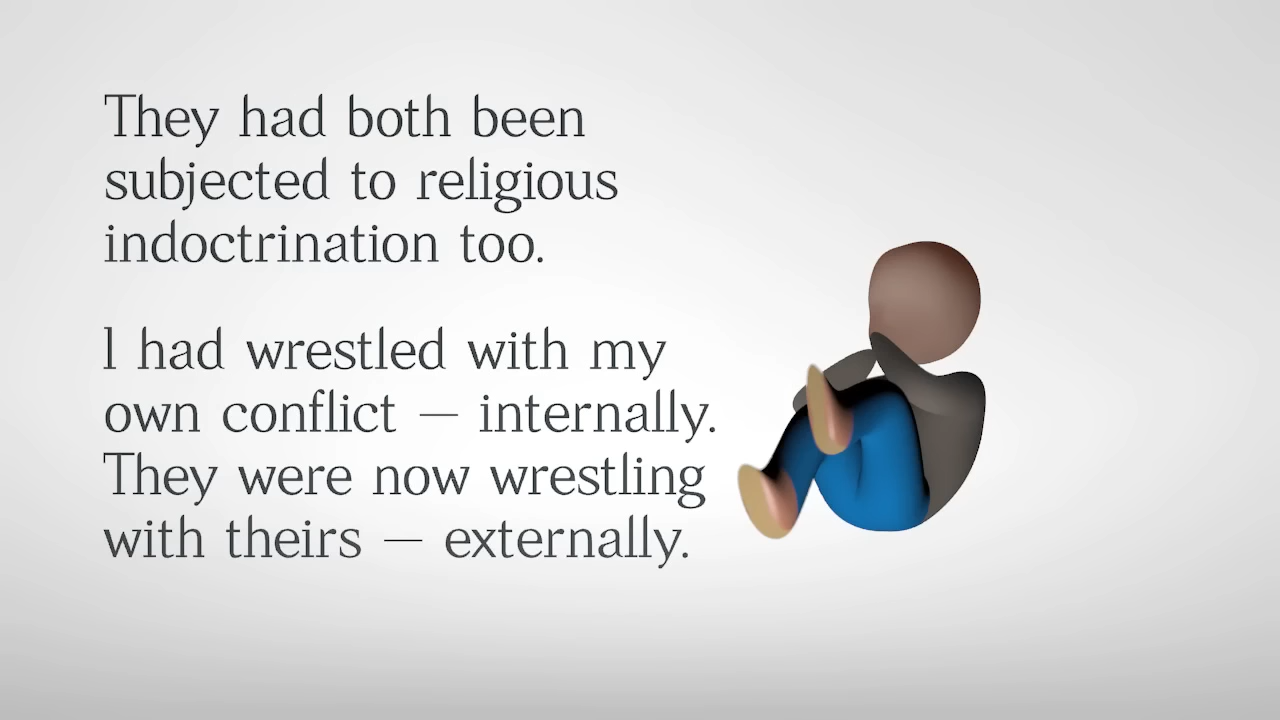 They had both been
subjected to religious
indoctrination too.
I had wrestled with my
own conflict – internally.
They were now wrestling
with theirs – externally.